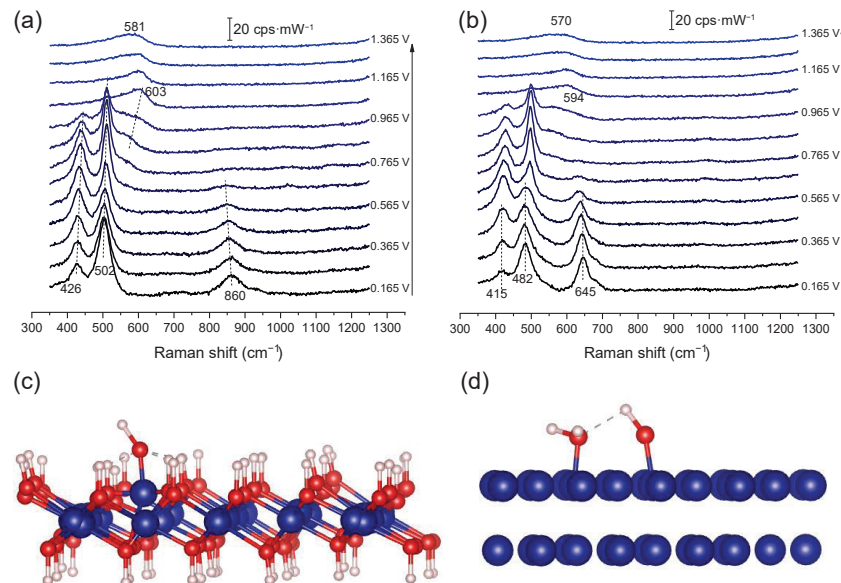 (a)
581
20 cps·mW⁻¹
1.365 V
1.165 V
603
0.965 V
0.765 V
0.565 V
0.365 V
0.165 V
426
502
860
300 400 500 600 700 800 900 1000 1100 1200 1300
Raman shift (cm⁻¹)
(b)
570
20 cps·mW⁻¹
1.365 V
1.165 V
594
0.965 V
0.765 V
0.565 V
0.365 V
0.165 V
415
482
645
300 400 500 600 700 800 900 1000 1100 1200 1300
Raman shift (cm⁻¹)
(c)
(d)